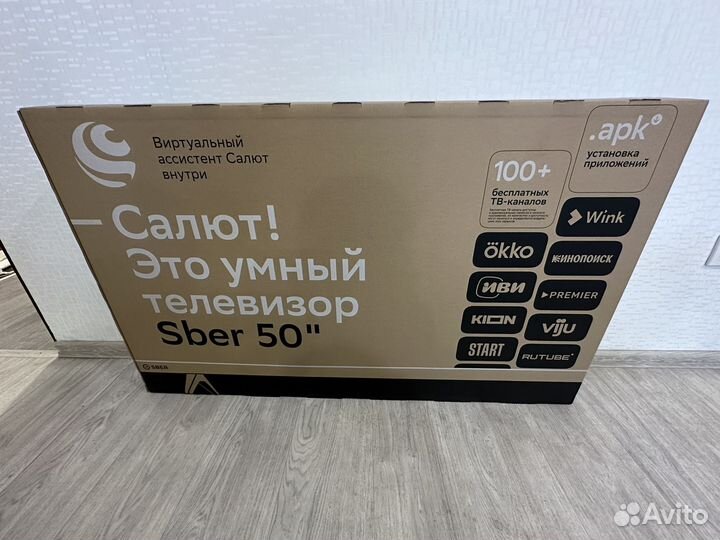 Виртуальный
ассистент Салют
внутри
— Салют!
Это умный
телевизор
Sber 50"
SBER
100+
бесплатных
ТВ-каналов
.apk
установка
приложений
Wink
Okko
КИНОПОИСК
ИВИ
PREMIER
KION
viju
START
RUTUBE
Avito